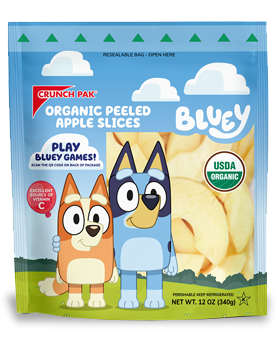 RESEALABLE BAG - OPEN HERE
CRUNCH PAK
ORGANIC PEELED
APPLE SLICES
BLUEY
PLAY
BLUEY GAMES!
SCAN THE QR CODE ON BACK OF PACKAGE
USDA
ORGANIC
EXCELLENT
SOURCE OF
VITAMIN
C
PERISHABLE KEEP REFRIGERATED
NET WT. 12 OZ (340g)